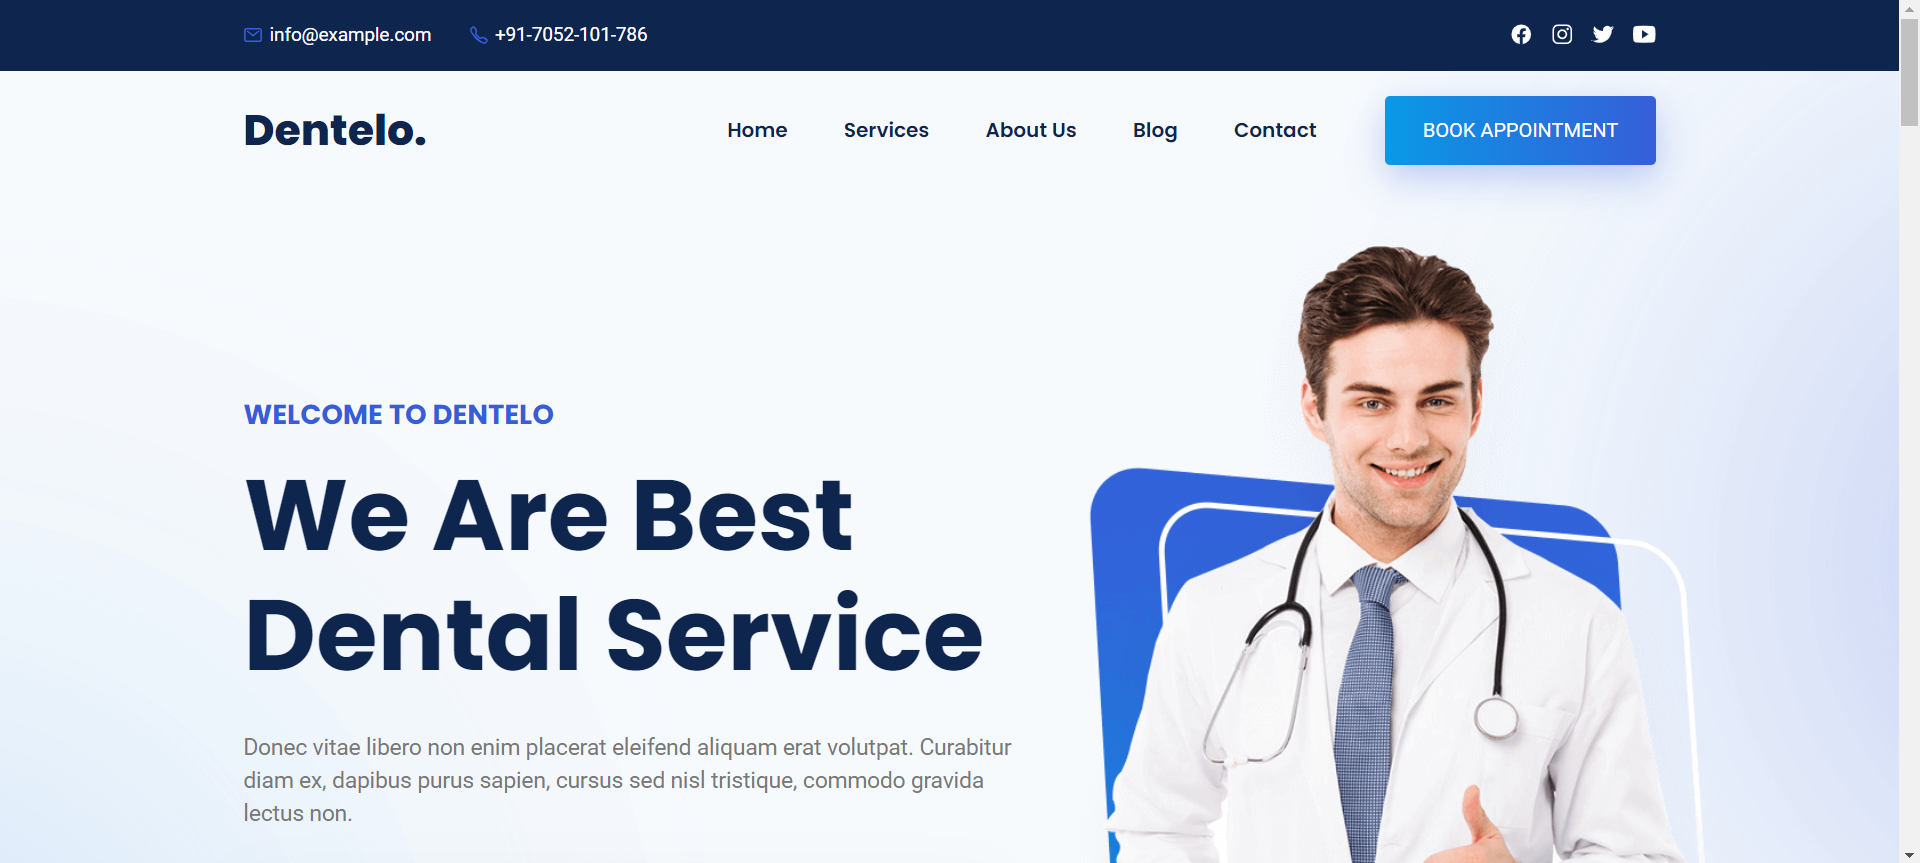 info@example.com
+91-7052-101-786
Dentelo.
Home
Services
About Us
Blog
Contact
BOOK APPOINTMENT
WELCOME TO DENTELO
We Are Best
Dental Service
Donec vitae libero non enim placerat eleifend aliquam erat volutpat. Curabitur
diam ex, dapibus purus sapien, cursus sed nisl tristique, commodo gravida
lectus non.